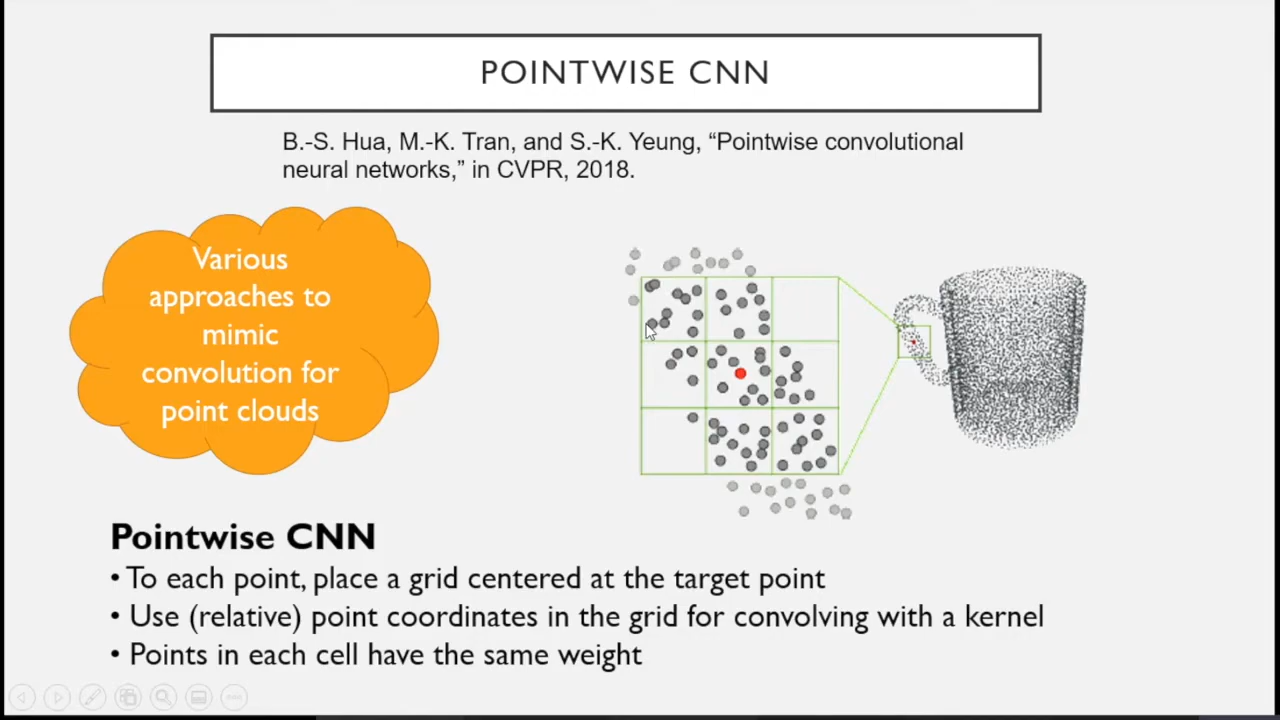 POINTWISE CNN
B.-S. Hua, M.-K. Tran, and S.-K. Yeung, “Pointwise convolutional
neural networks,” in CVPR, 2018.
Various
approaches to
mimic
convolution for
point clouds
Pointwise CNN
• To each point, place a grid centered at the target point
• Use (relative) point coordinates in the grid for convolving with a kernel
• Points in each cell have the same weight